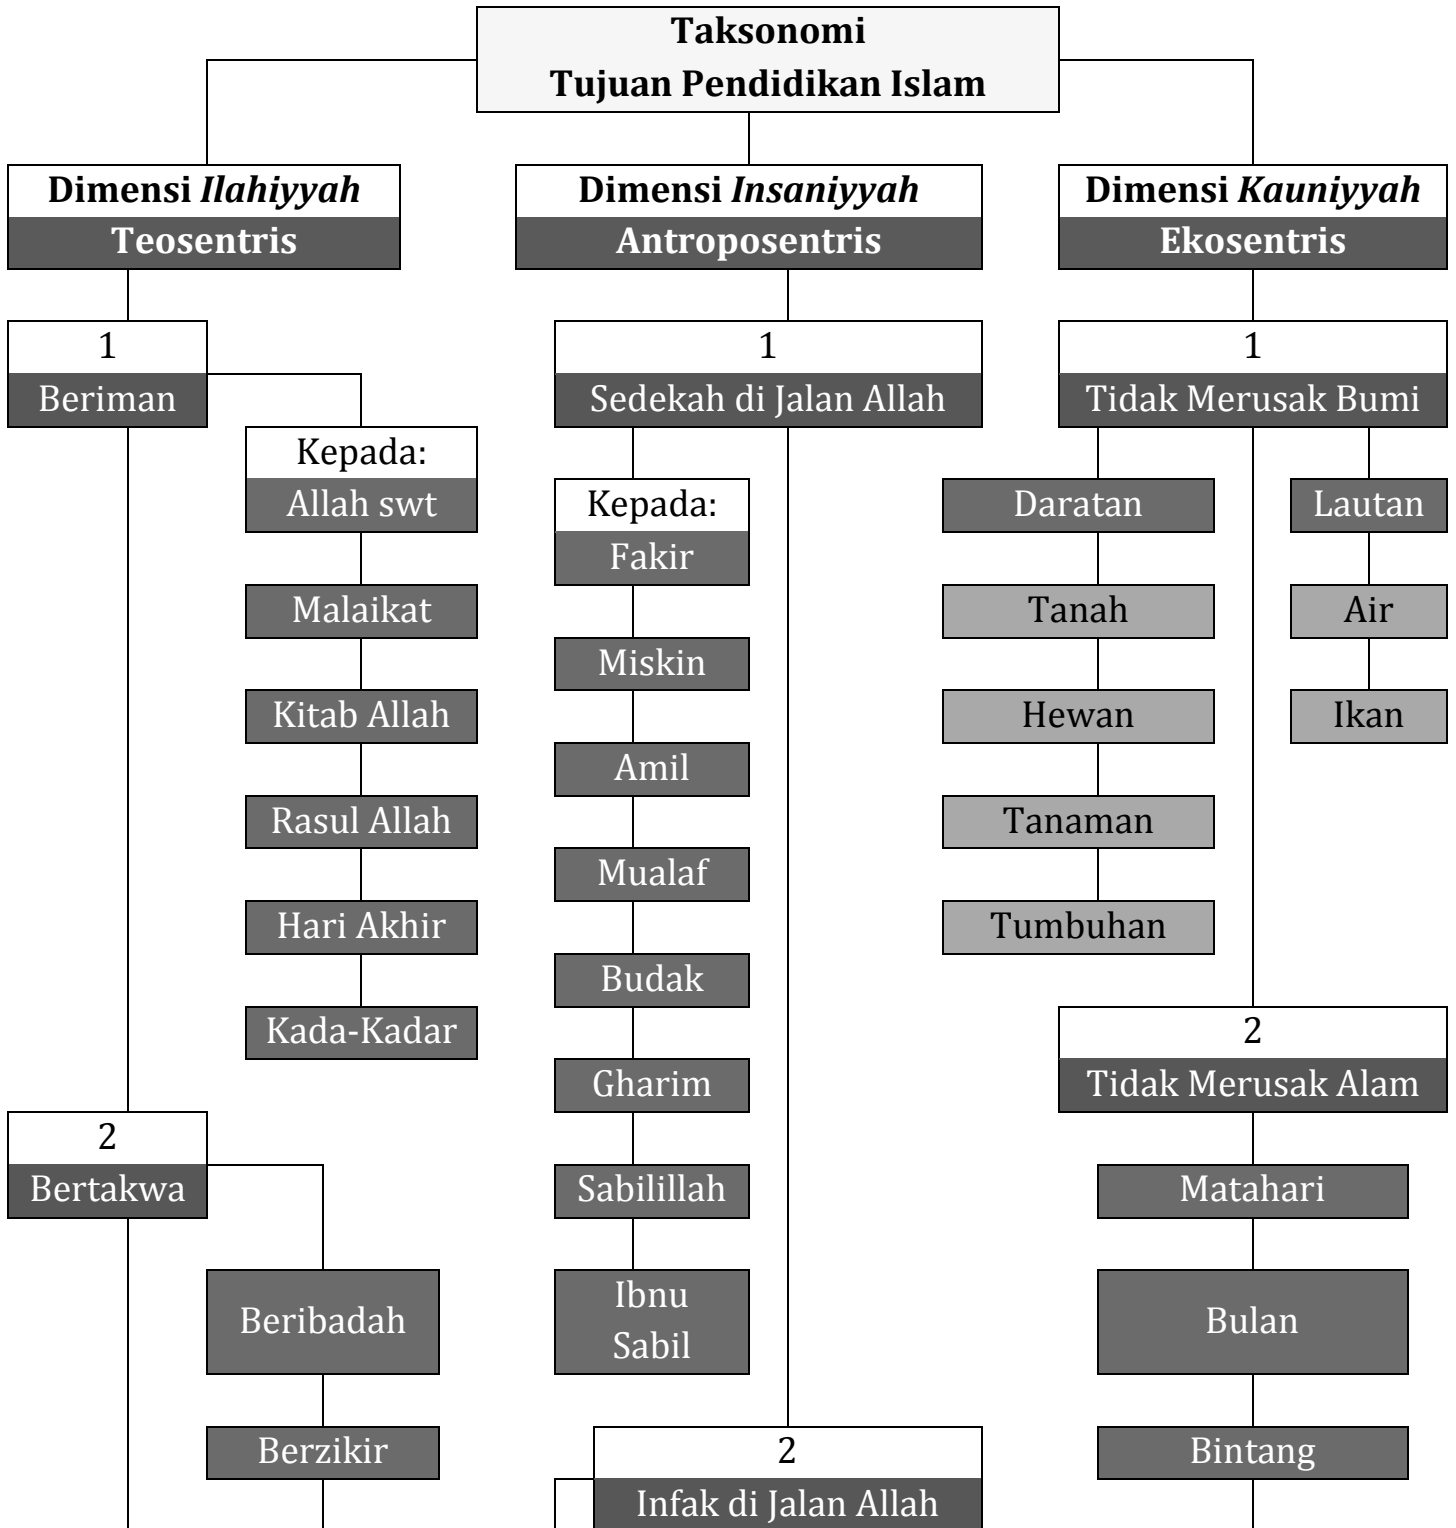 Taksonomi
Tujuan Pendidikan Islam
Dimensi Ilahiyyah
Teosentris
1
Beriman
Kepada:
Allah swt
Malaikat
Kitab Allah
Rasul Allah
Hari Akhir
Kada-Kadar
2
Bertakwa
Beribadah
Berzikir
Dimensi Insaniyyah
Antroposentris
1
Sedekah di Jalan Allah
Kepada:
Fakir
Miskin
Amil
Mualaf
Budak
Gharim
Sabilillah
Ibnu
Sabil
2
Infak di Jalan Allah
Dimensi Kauniyyah
Ekosentris
1
Tidak Merusak Bumi
Daratan
Tanah
Hewan
Tanaman
Tumbuhan
Lautan
Air
Ikan
2
Tidak Merusak Alam
Matahari
Bulan
Bintang